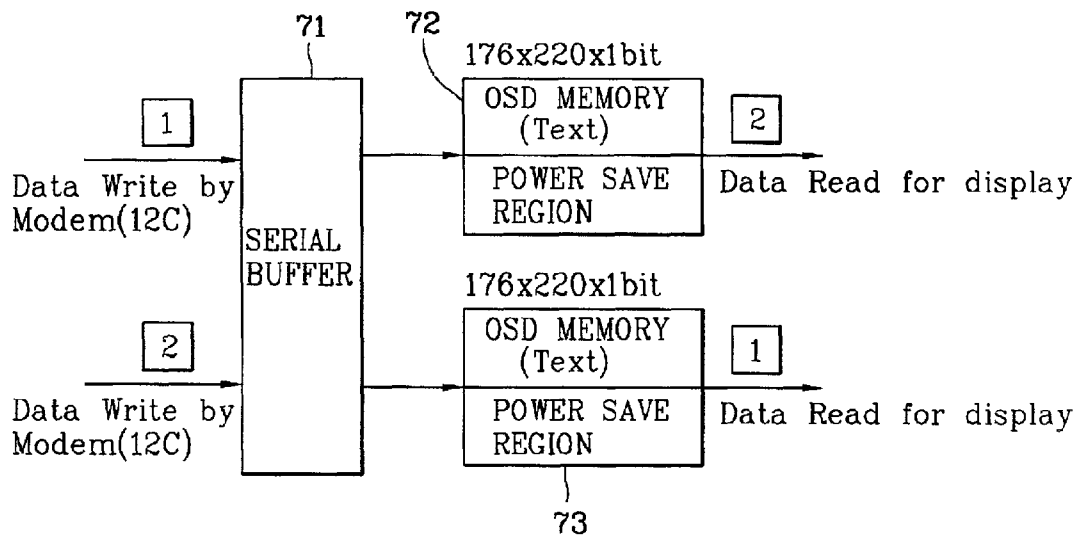 71
72
176x220x1bit
1
OSD MEMORY
(Text)
2
Data Write by
Modem(12C)
POWER SAVE
REGION
Data Read for display
SERIAL
BUFFER
176x220x1bit
2
OSD MEMORY
(Text)
1
Data Write by
Modem(12C)
POWER SAVE
REGION
Data Read for display
73